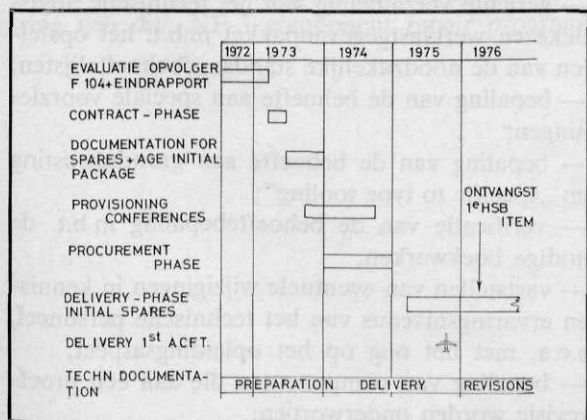 1972 1973 1974 1975 1976
EVALUATIE OPVOLGER
F 104+EINDRAPPORT
CONTRACT-PHASE
DOCUMENTATION FOR
SPARES+AGE INITIAL
PACKAGE
PROVISIONING
CONFERENCES
ONTVANGST
1e HSB
ITEM
PROCUREMENT
PHASE
DELIVERY-PHASE
INITIAL SPARES
DELIVERY 1ST ACFT.
TECHN DOCUMENTA-
TION
PREPARATION DELIVERY REVISIONS